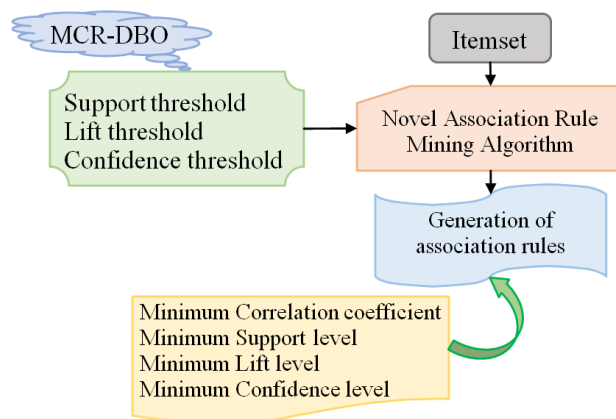 MCR-DBO
Support threshold
Lift threshold
Confidence threshold
Itemset
Novel Association Rule
Mining Algorithm
Generation of
association rules
Minimum Correlation coefficient
Minimum Support level
Minimum Lift level
Minimum Confidence level